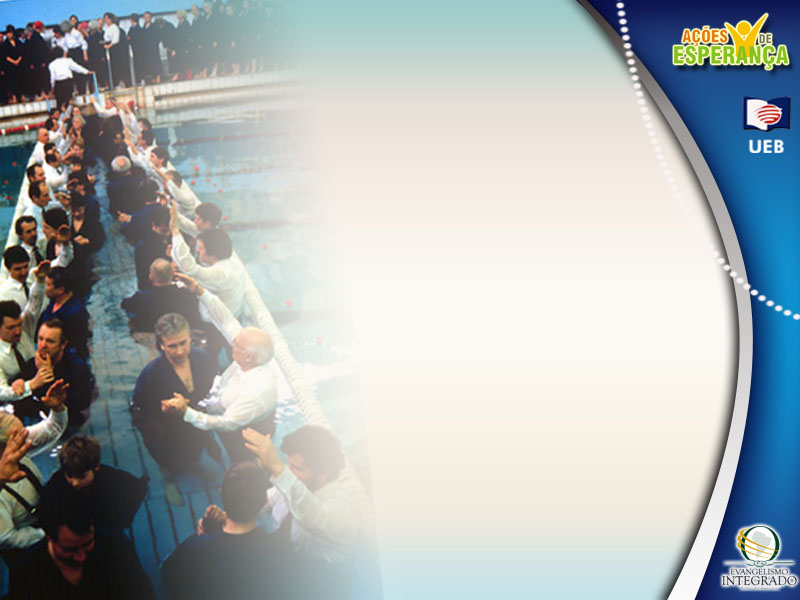 AÇÕES DE
ESPERANÇA
UEB
EVANGELISMO
INTEGRADO